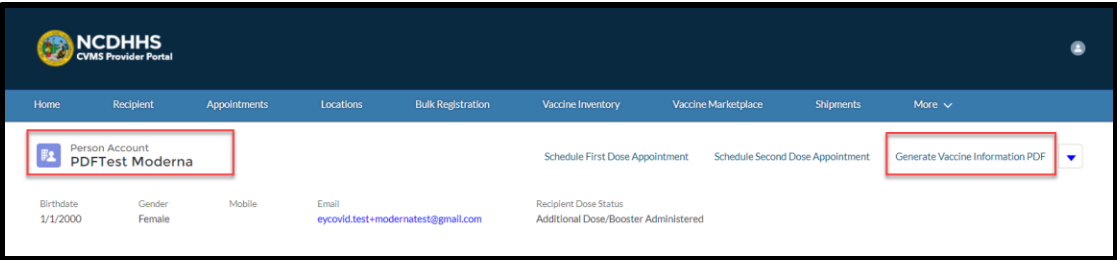 NCDHHS
CVMS Provider Portal
Home Recipient Appointments Locations Bulk Registration Vaccine Inventory Vaccine Marketplace Shipments More
Person Account
PDFTest Moderna
Schedule First Dose Appointment Schedule Second Dose Appointment Generate Vaccine Information PDF
Birthdate Gender Mobile Email Recipient Dose Status
1/1/2000 Female eycovid.test+modernatest@gmail.com Additional Dose/Booster Administered